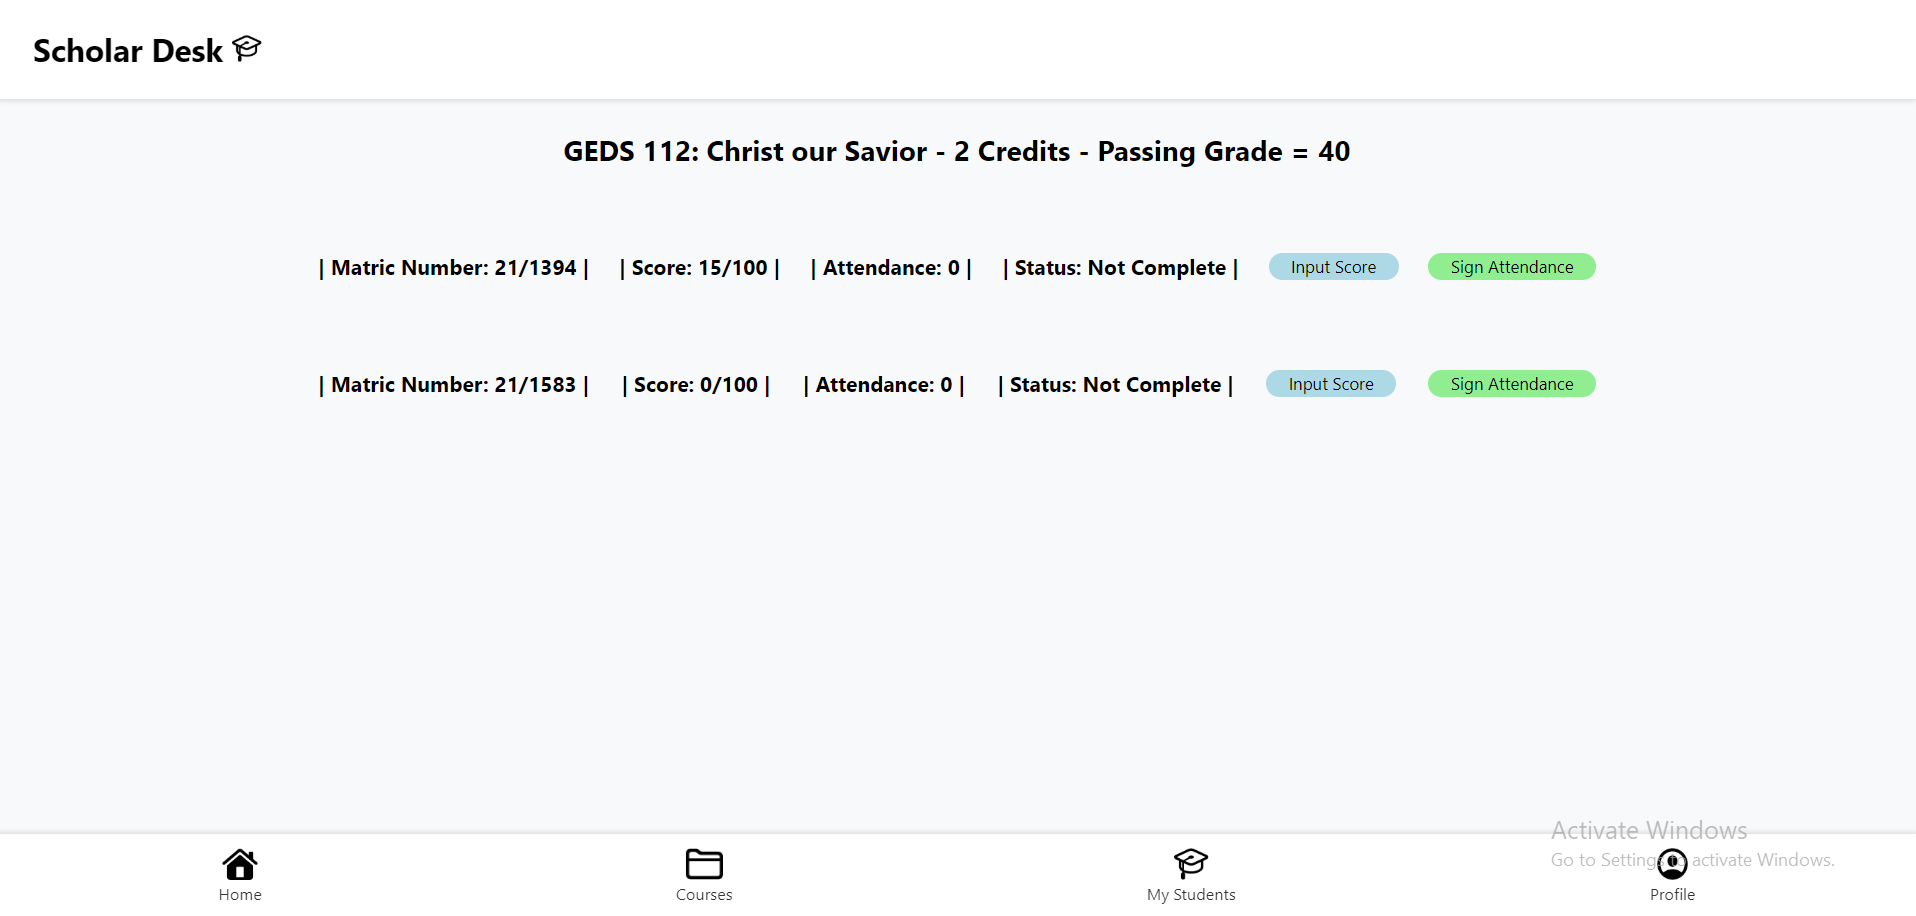 Scholar Desk
GEDS 112: Christ our Savior - 2 Credits - Passing Grade = 40
| Matric Number: 21/1394 | | Score: 15/100 | | Attendance: 0 | | Status: Not Complete | Input Score Sign Attendance
| Matric Number: 21/1583 | | Score: 0/100 | | Attendance: 0 | | Status: Not Complete | Input Score Sign Attendance
Activate Windows
Go to Settings to activate Windows.
Home Courses My Students Profile